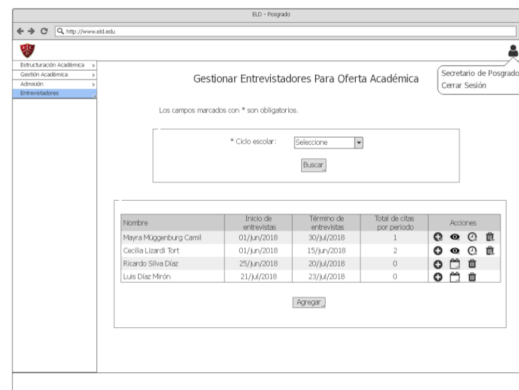 ELD - Posgrado
http://www.eld.edu
Estructuración Académica
Gestión Académica
Admisión
Entrevistadores
Secretario de Posgrado
Cerrar Sesión
Gestionar Entrevistadores Para Oferta Académica
Los campos marcados con * son obligatorios.
* Ciclo escolar: Seleccione
Buscar
Nombre Inicio de entrevistas Término de entrevistas Total de citas por periodo Acciones
Mayra Müggenburg Camil 01/jun/2018 30/jul/2018 1
Cecilia Lizardi Tort 01/jun/2018 15/jun/2018 2
Ricardo Silva Díaz 25/jun/2018 20/jul/2018 0
Luis Díaz Mirón 21/jul/2018 23/jul/2018 0
Agregar